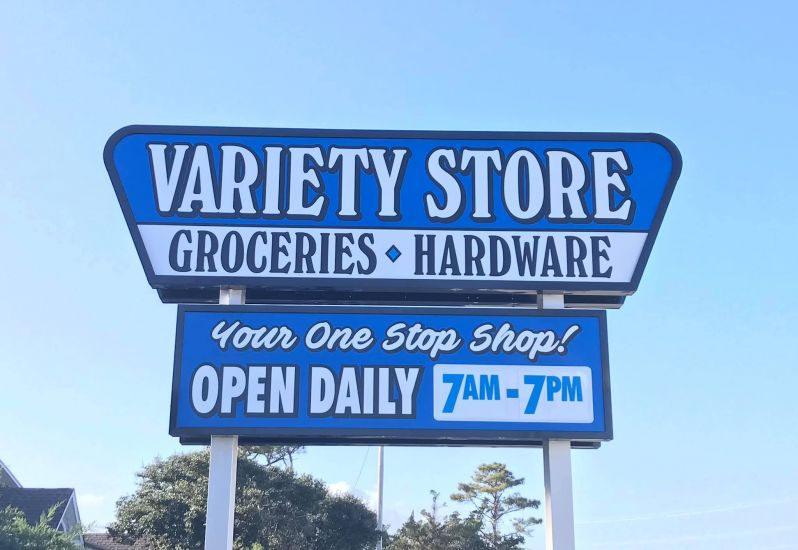 VARIETY STORE
GROCERIES ◆ HARDWARE
Your One Stop Shop!
OPEN DAILY 7AM-7PM